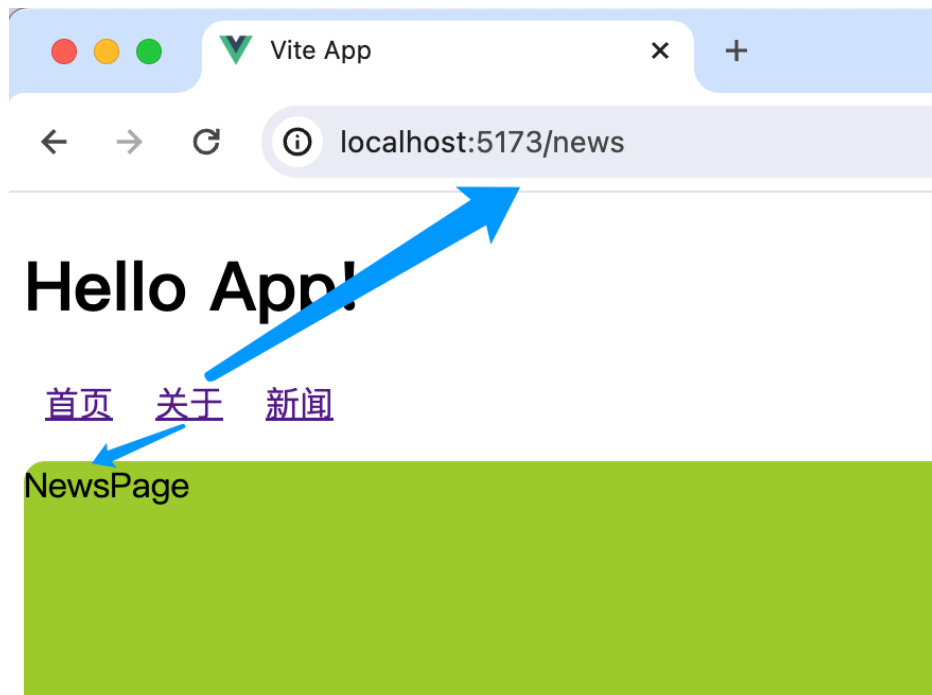 Vite App
localhost:5173/news
Hello App!
首页 关于 新闻
NewsPage